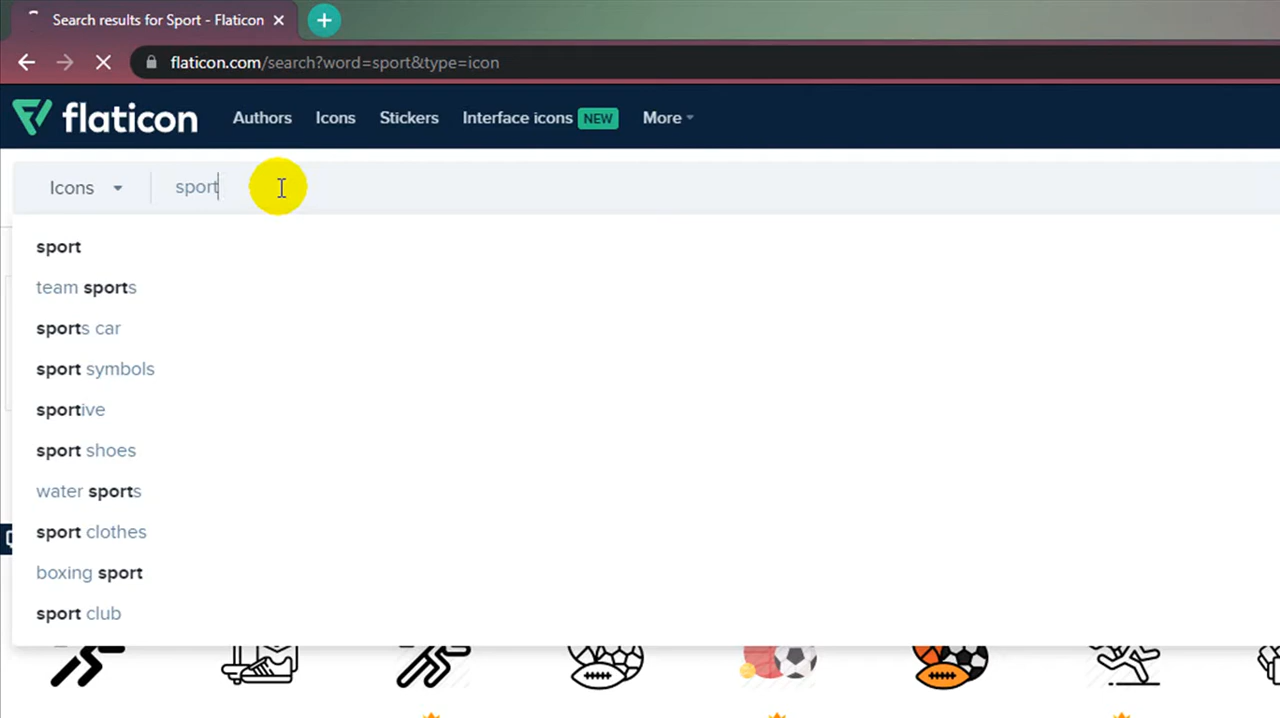 Search results for Sport - Flaticon
flaticon.com/search?word=sport&type=icon
flaticon Authors Icons Stickers Interface icons NEW More
Icons sport
sport
team sports
sports car
sport symbols
sportive
sport shoes
water sports
sport clothes
boxing sport
sport club